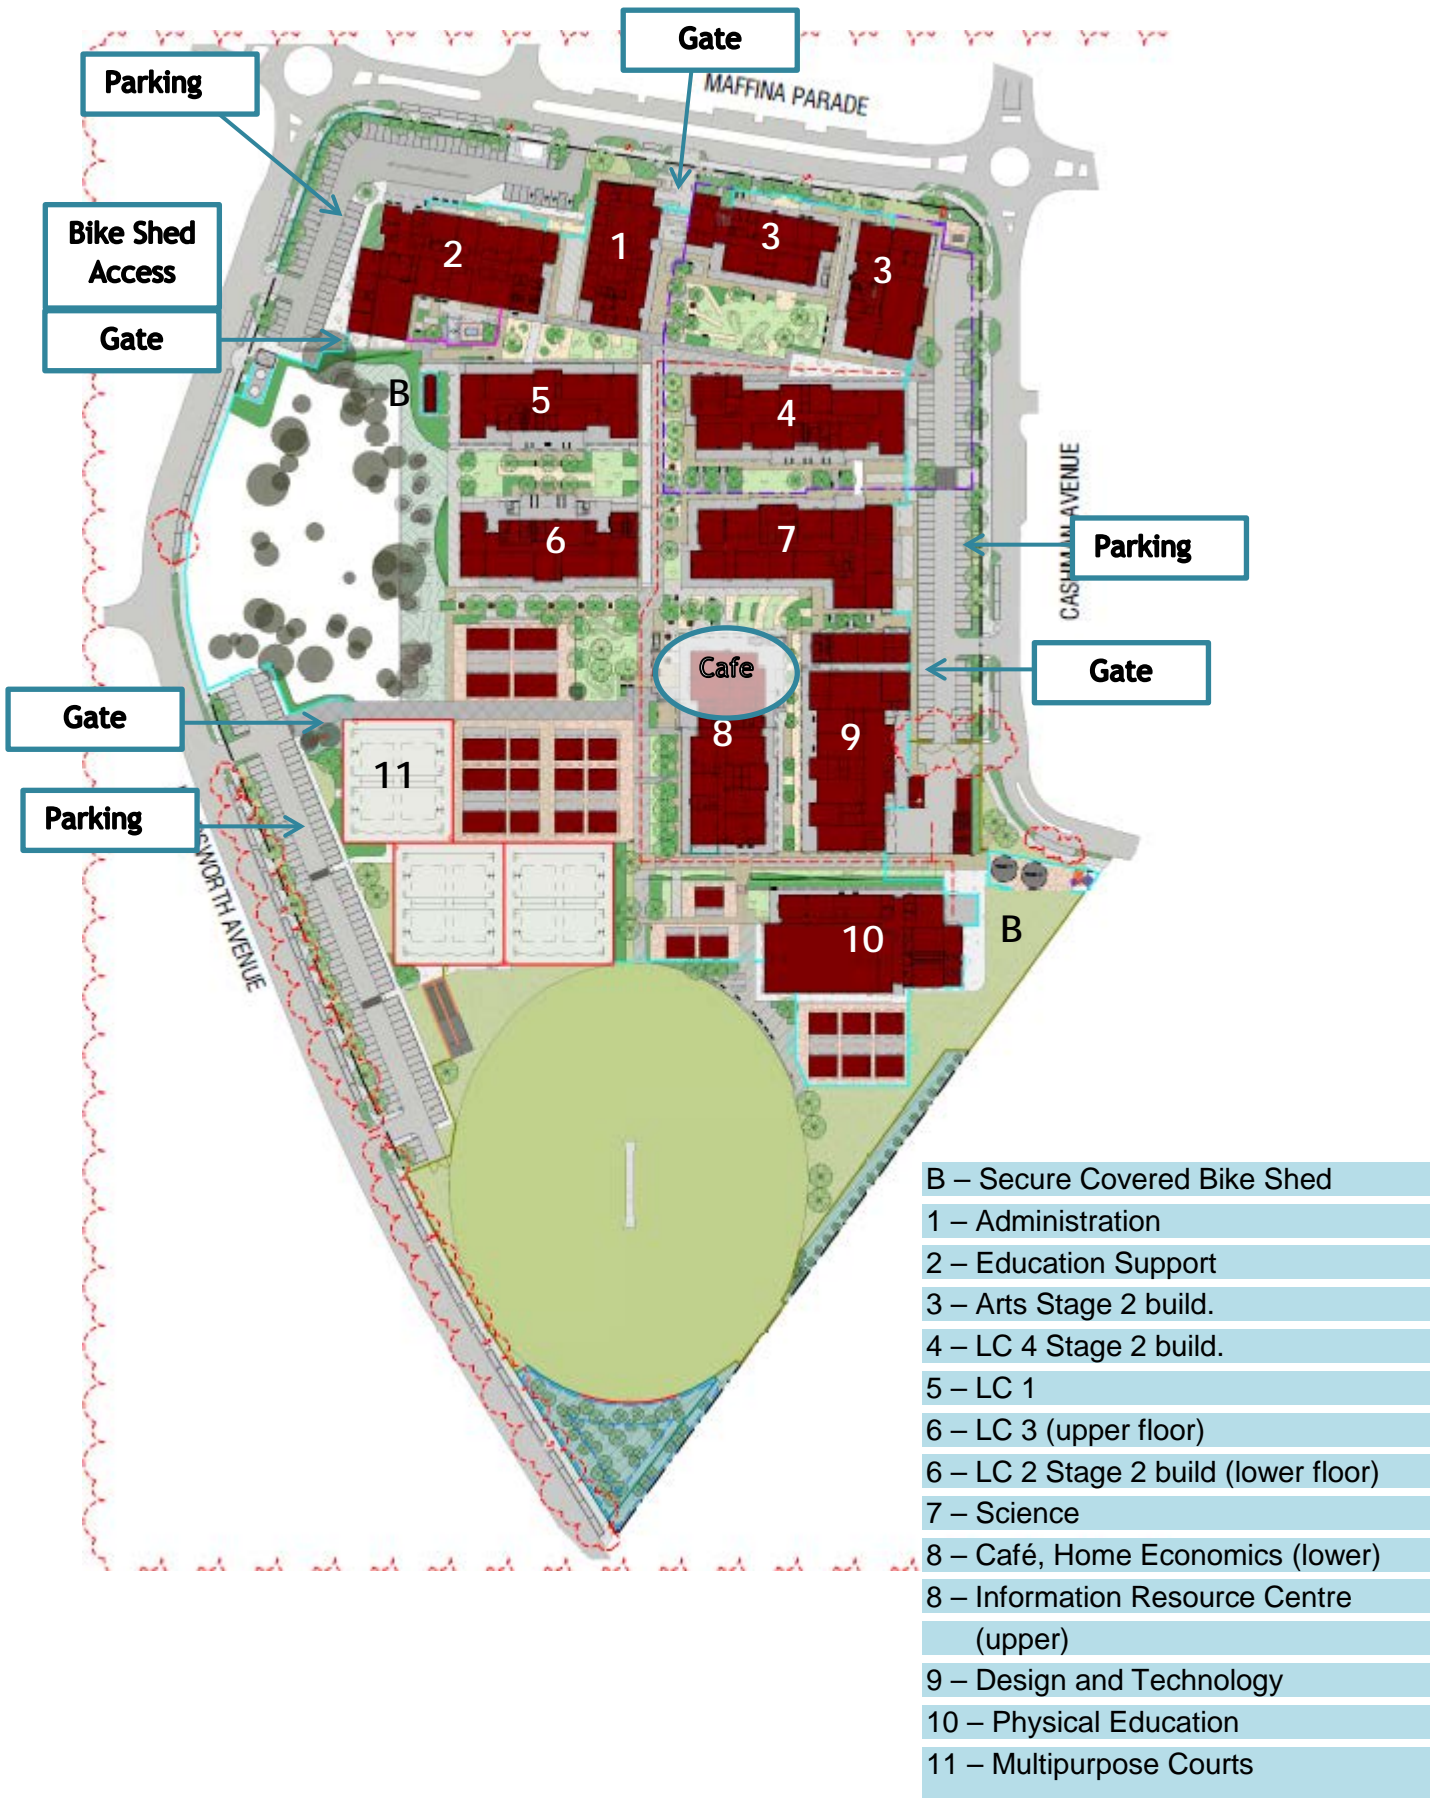 Gate
Parking
MAFFINA PARADE
Bike Shed
Access
Gate
1
2
3
3
B
5
4
6
7
CASHMAN AVENUE
Parking
Cafe
Gate
Gate
8
9
11
Parking
SWORTH AVENUE
10
B
B – Secure Covered Bike Shed
1 – Administration
2 – Education Support
3 – Arts Stage 2 build.
4 – LC 4 Stage 2 build.
5 – LC 1
6 – LC 3 (upper floor)
6 – LC 2 Stage 2 build (lower floor)
7 – Science
8 – Café, Home Economics (lower)
8 – Information Resource Centre
(upper)
9 – Design and Technology
10 – Physical Education
11 – Multipurpose Courts